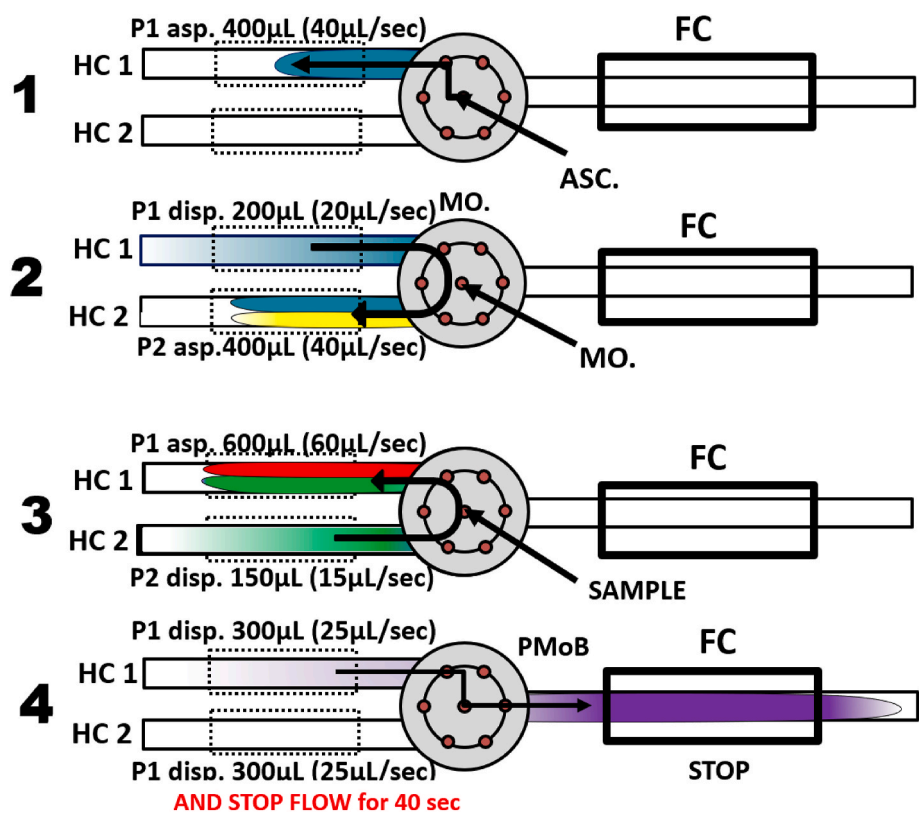 P1 asp. 400µL (40µL/sec)
FC
1
HC 1
HC 2
ASC.
P1 disp. 200µL (20µL/sec)
MO.
FC
2
HC 1
HC 2
P2 asp.400µL (40µL/sec)
MO.
P1 asp. 600µL (60µL/sec)
FC
3
HC 1
HC 2
P2 disp. 150µL (15µL/sec)
SAMPLE
P1 disp. 300µL (25µL/sec)
PMoB
FC
4
HC 1
HC 2
P1 disp. 300µL (25µL/sec)
STOP
AND STOP FLOW for 40 sec